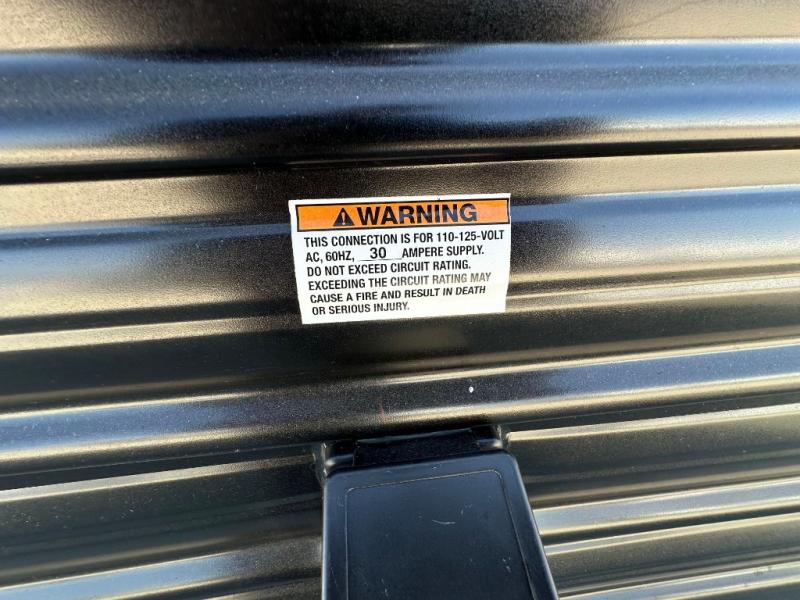 WARNING
THIS CONNECTION IS FOR 110-125-VOLT
AC, 60HZ, 30 AMPERE SUPPLY.
DO NOT EXCEED CIRCUIT RATING.
EXCEEDING THE CIRCUIT RATING MAY
CAUSE A FIRE AND RESULT IN DEATH
OR SERIOUS INJURY.